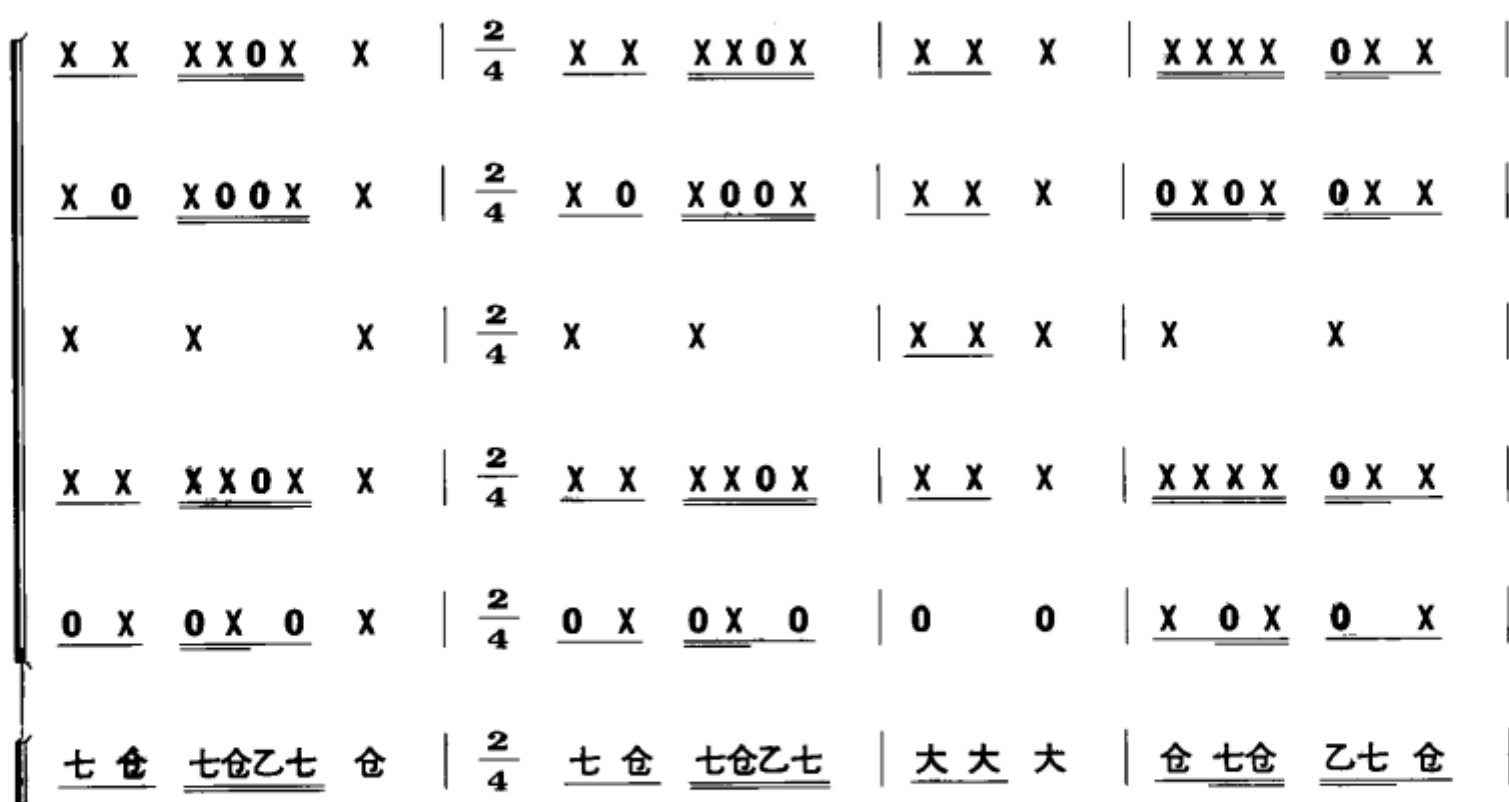 X X XX0X X | 2/4 X X XX0X | X X X | XXXX 0X X |
X 0 X00X X | 2/4 X 0 X00X | X X X | 0X0X 0X X |
X X X | 2/4 X X | X X X | X X |
X X XX0X X | 2/4 X X XX0X | X X X | XXXX 0X X |
0 X 0X 0 X | 2/4 0 X 0X 0 | 0 0 | X 0X 0 X |
七 仓 七仓乙七 仓 | 2/4 七 仓 七仓乙七 | 大 大 大 | 仓 七仓 乙七 仓 |